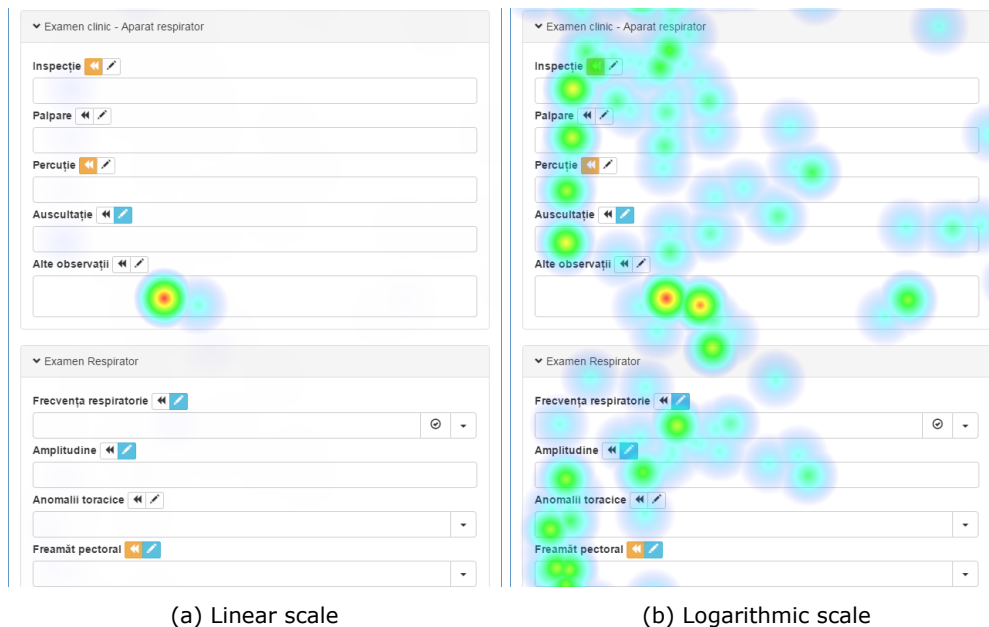 Examen clinic - Aparat respirator
Inspecție
Palpare
Percuție
Auscultație
Alte observații
Examen Respirator
Frecvența respiratorie
Amplitudine
Anomalii toracice
Freamăt pectoral
(a) Linear scale
Examen clinic - Aparat respirator
Inspecție
Palpare
Percuție
Auscultație
Alte observații
Examen Respirator
Frecvența respiratorie
Amplitudine
Anomalii toracice
Freamăt pectoral
(b) Logarithmic scale